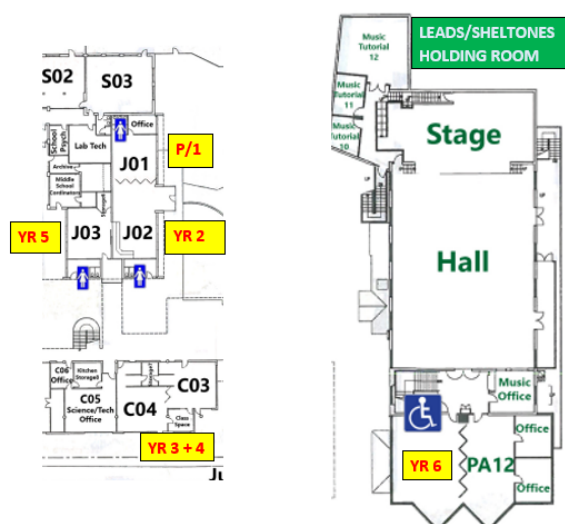 S02
S03
School
Psych
Lab Tech
Office
J01
P/1
Archive
Middle
School
Cordinators
YR 5
J03
J02
YR 2
C06
Office
Kitchen
Storage
C03
C05
Science/Tech
Office
C04
Class
Space
YR 3 + 4
LEADS/SHELTONES
HOLDING ROOM
Music
Tutorial
12
Music
Tutorial
11
Music
Tutorial
10
Stage
UP
Hall
Music
Office
YR 6
PA12
Office
Office